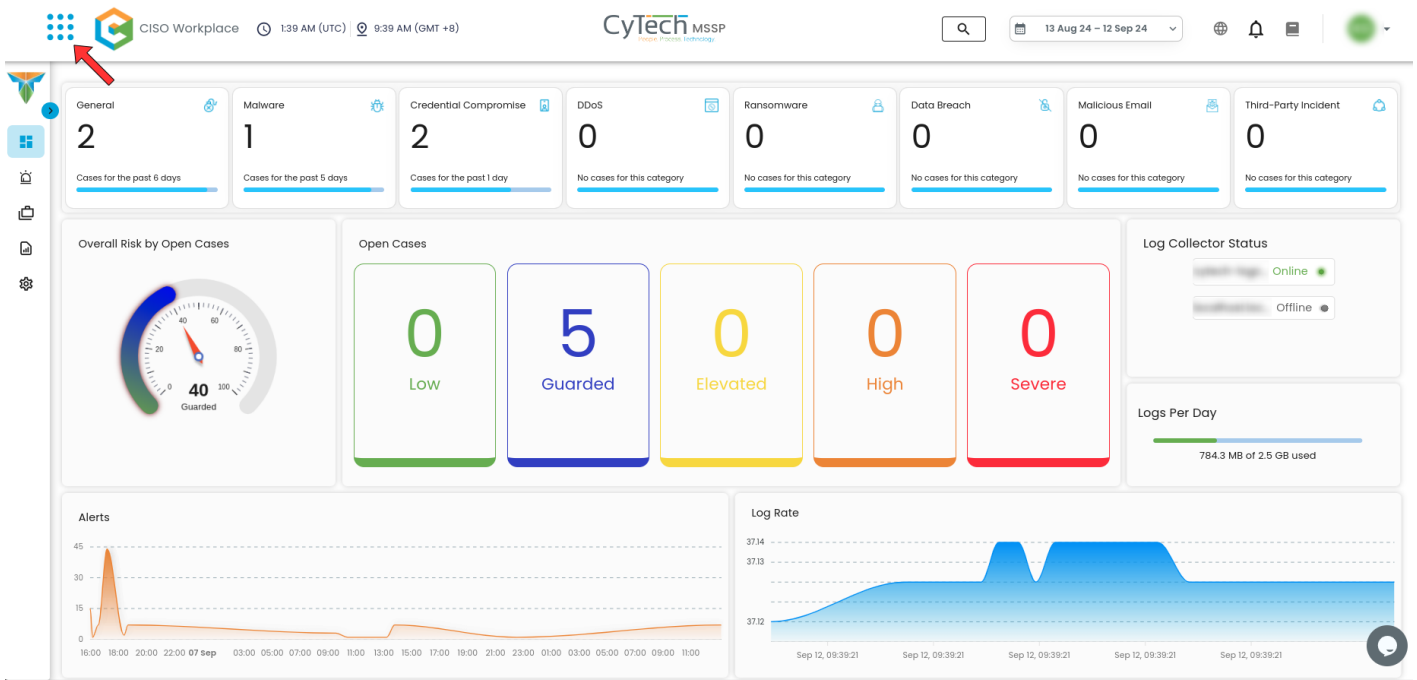 CISO Workplace 1:39 AM (UTC) 9:39 AM (GMT +8) CyTech MSSP 13 Aug 24 – 12 Sep 24
People Process Technology
General Malware Credential Compromise DDoS Ransomware Data Breach Malicious Email Third-Party Incident
2 1 2 0 0 0 0 0
Cases for the past 6 days Cases for the past 5 days Cases for the past 1 day No cases for this category No cases for this category No cases for this category No cases for this category No cases for this category
Overall Risk by Open Cases
0 20 40 60 80 100
40
Guarded
Open Cases
0 5 0 0 0
Low Guarded Elevated High Severe
Log Collector Status
Online
Offline
Logs Per Day
784.3 MB of 2.5 GB used
Alerts
45
30
15
0
16:00 18:00 20:00 22:00 07 Sep 03:00 05:00 07:00 09:00 11:00 13:00 15:00 17:00 19:00 21:00 23:00 01:00 03:00 05:00 07:00 09:00 11:00
Log Rate
37.14
37.13
37.12
Sep 12, 09:39:21 Sep 12, 09:39:21 Sep 12, 09:39:21 Sep 12, 09:39:21 Sep 12, 09:39:21